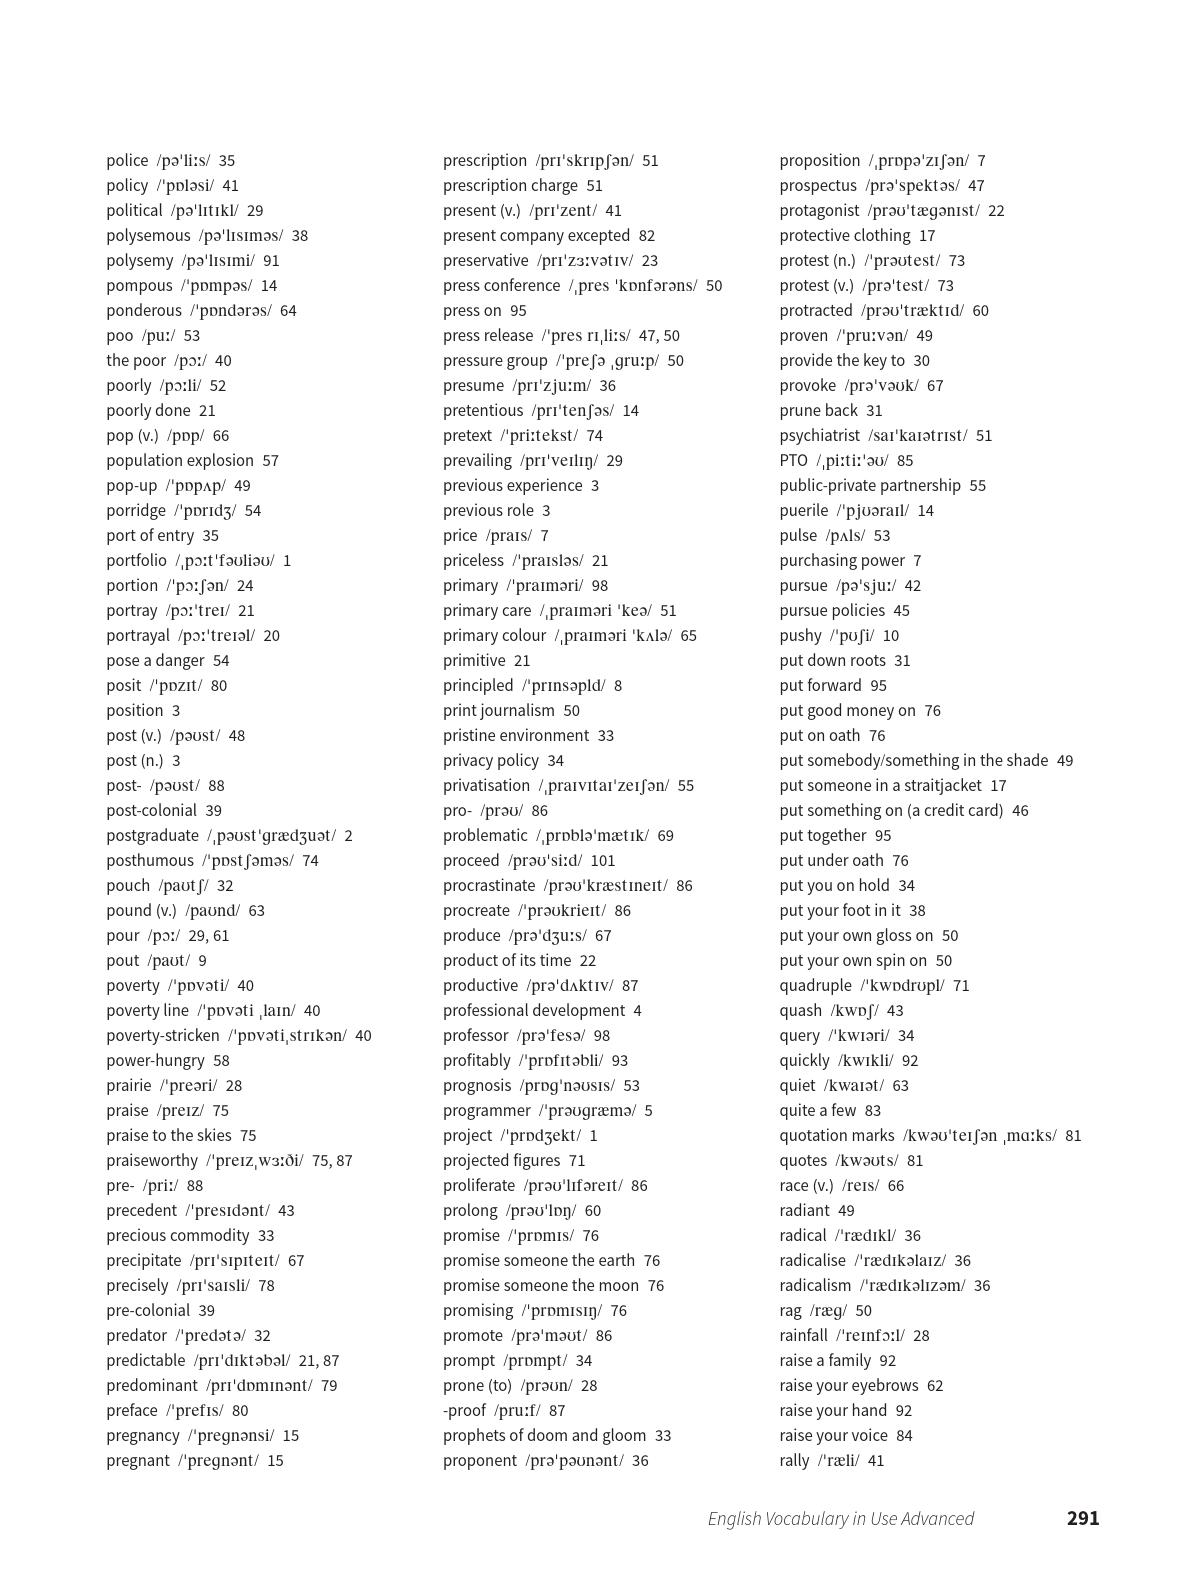 police /pəˈliːs/ 35
policy /ˈpɒləsi/ 41
political /pəˈlɪtɪkl/ 29
polysemous /pəˈlɪsɪməs/ 38
polysemy /pəˈlɪsɪmi/ 91
pompous /ˈpɒmpəs/ 14
ponderous /ˈpɒndərəs/ 64
poo /puː/ 53
the poor /pɔː/ 40
poorly /pɔːli/ 52
poorly done 21
pop (v.) /pɒp/ 66
population explosion 57
pop-up /ˈpɒpʌp/ 49
porridge /ˈpɒrɪdʒ/ 54
port of entry 35
portfolio /ˌpɔːtˈfəʊliəʊ/ 1
portion /ˈpɔːʃən/ 24
portray /pɔːˈtreɪ/ 21
portrayal /pɔːˈtreɪəl/ 20
pose a danger 54
posit /ˈpɒzɪt/ 80
position 3
post (v.) /pəʊst/ 48
post (n.) 3
post- /pəʊst/ 88
post-colonial 39
postgraduate /ˌpəʊstˈɡrædʒuət/ 2
posthumous /ˈpɒstʃəməs/ 74
pouch /paʊtʃ/ 32
pound (v.) /paʊnd/ 63
pour /pɔː/ 29, 61
pout /paʊt/ 9
poverty /ˈpɒvəti/ 40
poverty line /ˈpɒvəti ˌlaɪn/ 40
poverty-stricken /ˈpɒvətiˌstrɪkən/ 40
power-hungry 58
prairie /ˈpreəri/ 28
praise /preɪz/ 75
praise to the skies 75
praiseworthy /ˈpreɪzˌwɜːði/ 75, 87
pre- /priː/ 88
precedent /ˈpresɪdənt/ 43
precious commodity 33
precipitate /prɪˈsɪpɪteɪt/ 67
precisely /prɪˈsaɪsli/ 78
pre-colonial 39
predator /ˈpredətə/ 32
predictable /prɪˈdɪktəbəl/ 21, 87
predominant /prɪˈdɒmɪnənt/ 79
preface /ˈprefɪs/ 80
pregnancy /ˈpreɡnənsi/ 15
pregnant /ˈpreɡnənt/ 15
prescription /prɪˈskrɪpʃən/ 51
prescription charge 51
present (v.) /prɪˈzent/ 41
present company excepted 82
preservative /prɪˈzɜːvətɪv/ 23
press conference /ˌpres ˈkɒnfərəns/ 50
press on 95
press release /ˈpres rɪˌliːs/ 47, 50
pressure group /ˈpreʃə ˌɡruːp/ 50
presume /prɪˈzjuːm/ 36
pretentious /prɪˈtenʃəs/ 14
pretext /ˈpriːtekst/ 74
prevailing /prɪˈveɪlɪŋ/ 29
previous experience 3
previous role 3
price /praɪs/ 7
priceless /ˈpraɪsləs/ 21
primary /ˈpraɪməri/ 98
primary care /ˌpraɪməri ˈkeə/ 51
primary colour /ˌpraɪməri ˈkʌlə/ 65
primitive 21
principled /ˈprɪnsəpld/ 8
print journalism 50
pristine environment 33
privacy policy 34
privatisation /ˌpraɪvɪtaɪˈzeɪʃən/ 55
pro- /prəʊ/ 86
problematic /ˌprɒbləˈmætɪk/ 69
proceed /prəʊˈsiːd/ 101
procrastinate /prəʊˈkræstɪneɪt/ 86
procreate /ˈprəʊkrieɪt/ 86
produce /prəˈdʒuːs/ 67
product of its time 22
productive /prəˈdʌktɪv/ 87
professional development 4
professor /prəˈfesə/ 98
profitably /ˈprɒfɪtəbli/ 93
prognosis /prɒɡˈnəʊsɪs/ 53
programmer /ˈprəʊɡræmə/ 5
project /ˈprɒdʒekt/ 1
projected figures 71
proliferate /prəʊˈlɪfəreɪt/ 86
prolong /prəʊˈlɒŋ/ 60
promise /ˈprɒmɪs/ 76
promise someone the earth 76
promise someone the moon 76
promising /ˈprɒmɪsɪŋ/ 76
promote /prəˈməʊt/ 86
prompt /prɒmpt/ 34
prone (to) /prəʊn/ 28
-proof /pruːf/ 87
prophets of doom and gloom 33
proponent /prəˈpəʊnənt/ 36
proposition /ˌprɒpəˈzɪʃən/ 7
prospectus /prəˈspektəs/ 47
protagonist /prəʊˈtæɡənɪst/ 22
protective clothing 17
protest (n.) /ˈprəʊtest/ 73
protest (v.) /prəˈtest/ 73
protracted /prəʊˈtræktɪd/ 60
proven /ˈpruːvən/ 49
provide the key to 30
provoke /prəˈvəʊk/ 67
prune back 31
psychiatrist /saɪˈkaɪətrɪst/ 51
PTO /ˌpiːtiːˈəʊ/ 85
public-private partnership 55
puerile /ˈpjʊəraɪl/ 14
pulse /pʌls/ 53
purchasing power 7
pursue /pəˈsjuː/ 42
pursue policies 45
pushy /ˈpʊʃi/ 10
put down roots 31
put forward 95
put good money on 76
put on oath 76
put somebody/something in the shade 49
put someone in a straitjacket 17
put something on (a credit card) 46
put together 95
put under oath 76
put you on hold 34
put your foot in it 38
put your own gloss on 50
put your own spin on 50
quadruple /ˈkwɒdrʊpl/ 71
quash /kwɒʃ/ 43
query /ˈkwɪəri/ 34
quickly /kwɪkli/ 92
quiet /kwaɪət/ 63
quite a few 83
quotation marks /kwəʊˈteɪʃən ˌmɑːks/ 81
quotes /kwəʊts/ 81
race (v.) /reɪs/ 66
radiant 49
radical /ˈrædɪkl/ 36
radicalise /ˈrædɪkəlaɪz/ 36
radicalism /ˈrædɪkəlɪzəm/ 36
rag /ræɡ/ 50
rainfall /ˈreɪnfɔːl/ 28
raise a family 92
raise your eyebrows 62
raise your hand 92
raise your voice 84
rally /ˈræli/ 41
English Vocabulary in Use Advanced 291